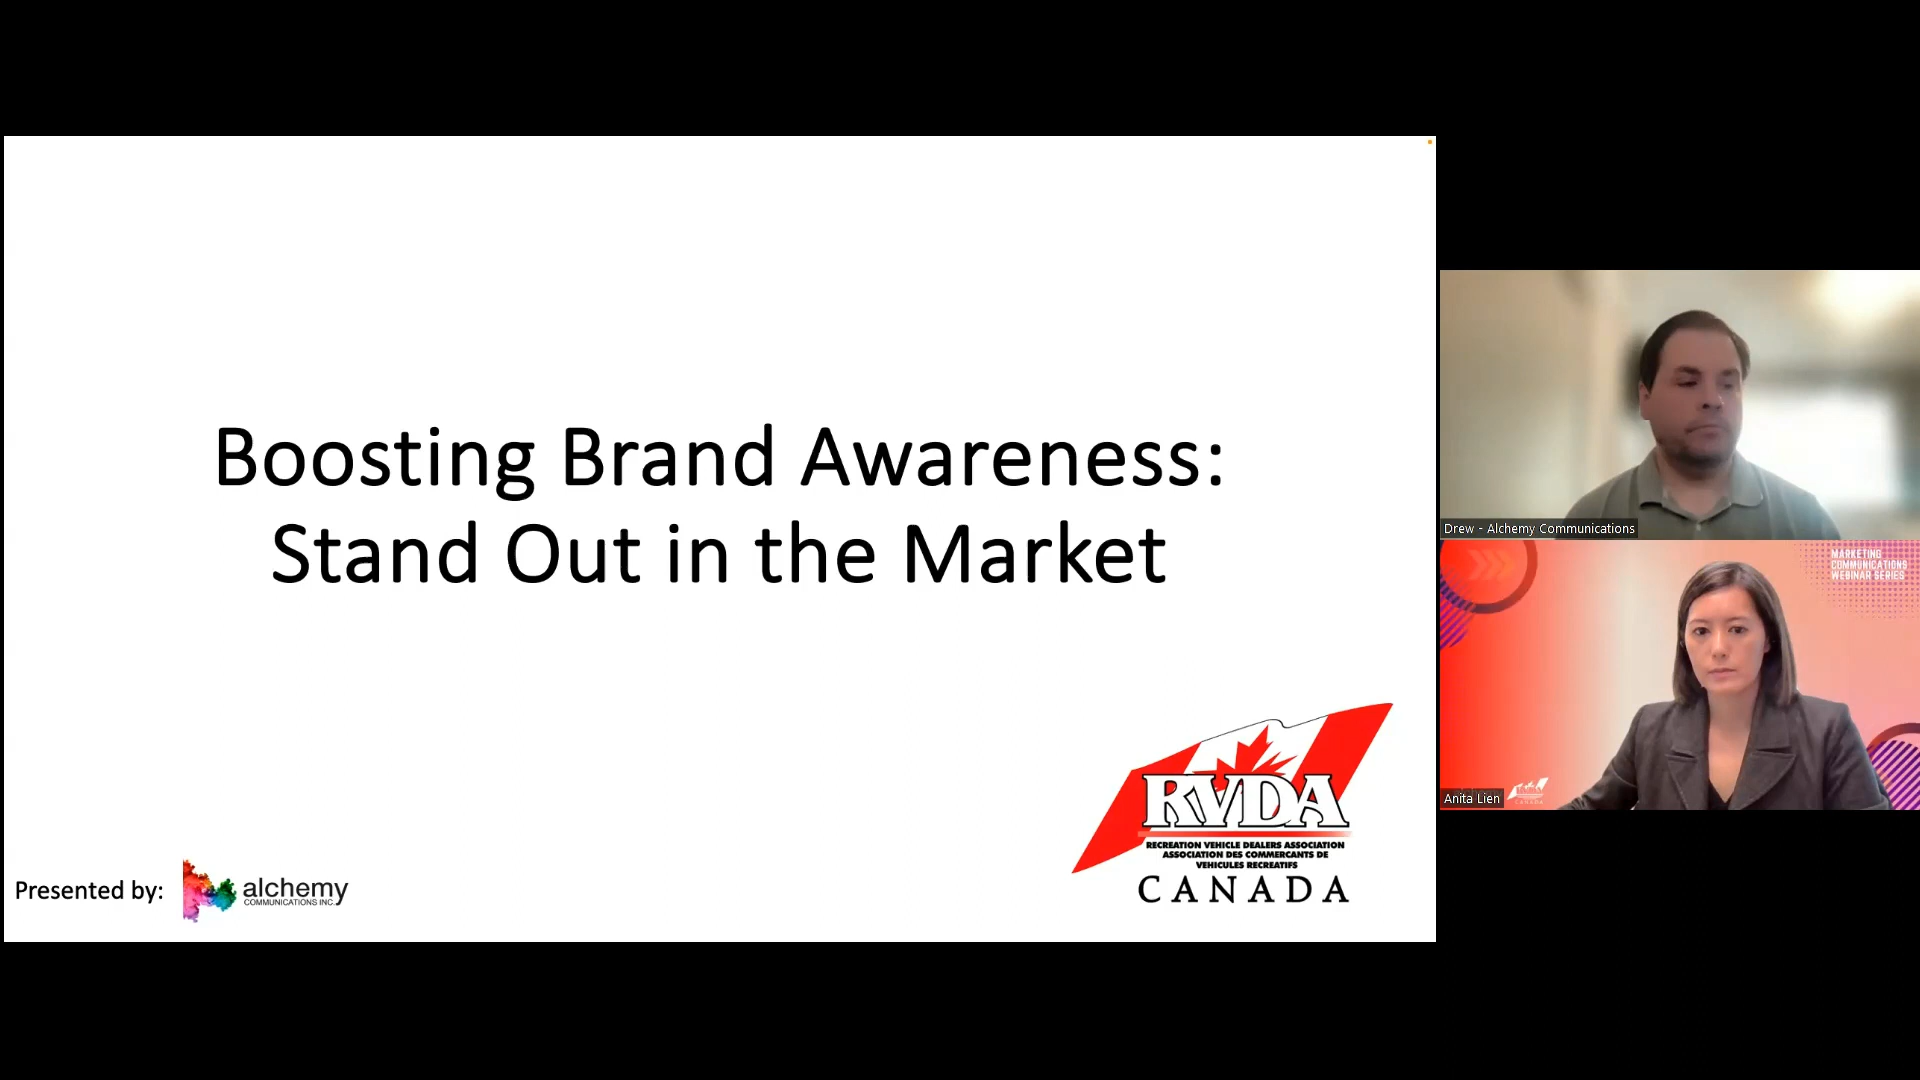 Boosting Brand Awareness:
Stand Out in the Market
Presented by:
alchemy
COMMUNICATIONS INC.
RVDA
RECREATION VEHICLE DEALERS ASSOCIATION
ASSOCIATION DES COMMERCANTS DE
VEHICULES RECREATIFS
CANADA
Drew - Alchemy Communications
MARKETING
COMMUNICATIONS
WEBINAR SERIES
Anita Lien
CANADA